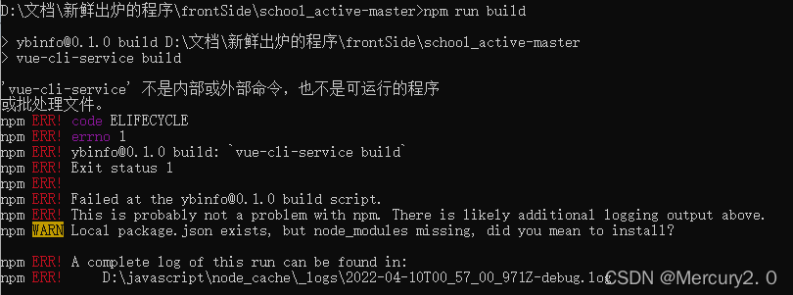 D:\文档\新鲜出炉的程序\frontSide\school_active-master>npm run build
> ybinfo@0.1.0 build D:\文档\新鲜出炉的程序\frontSide\school_active-master
> vue-cli-service build
'vue-cli-service' 不是内部或外部命令，也不是可运行的程序
或批处理文件。
npm ERR! code ELIFECYCLE
npm ERR! errno 1
npm ERR! ybinfo@0.1.0 build: `vue-cli-service build`
npm ERR! Exit status 1
npm ERR!
npm ERR! Failed at the ybinfo@0.1.0 build script.
npm ERR! This is probably not a problem with npm. There is likely additional logging output above.
npm WARN Local package.json exists, but node_modules missing, did you mean to install?
npm ERR! A complete log of this run can be found in:
npm ERR!     D:\javascript\node_cache\_logs\2022-04-10T00_57_00_971Z-debug.log
CSDN @Mercury2. 0